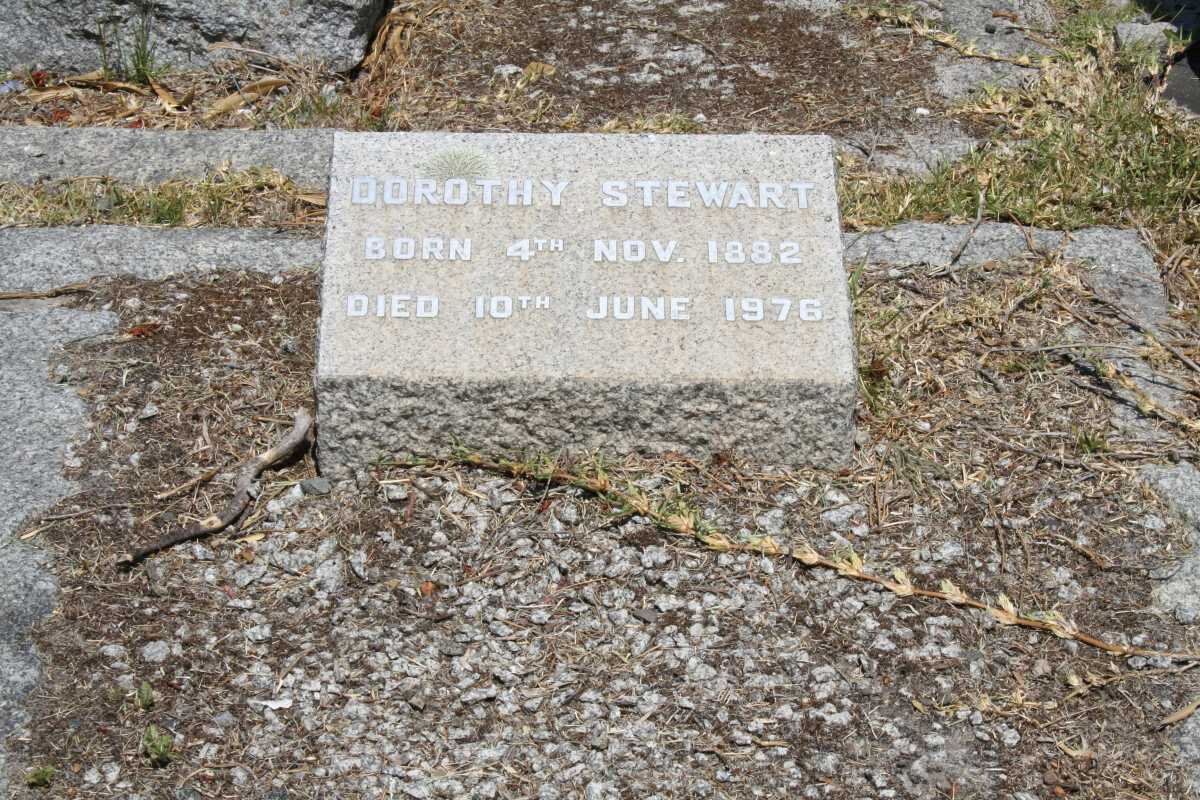 DOROTHY STEWART
BORN 4TH NOV. 1882
DIED 10TH JUNE 1976